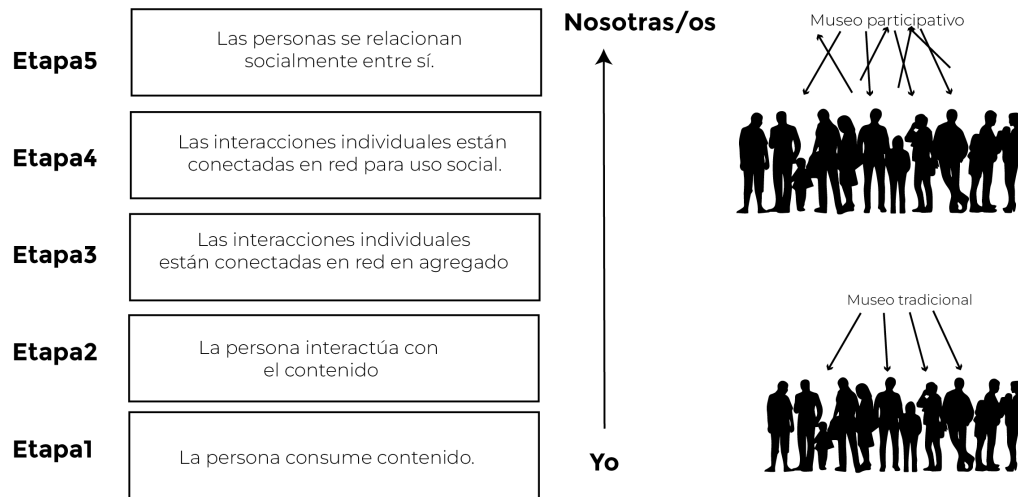 Nosotras/os
Museo participativo
Etapa5
Las personas se relacionan
socialmente entre sí.
Etapa4
Las interacciones individuales están
conectadas en red para uso social.
Etapa3
Las interacciones individuales
están conectadas en red en agregado
Museo tradicional
Etapa2
La persona interactúa con
el contenido
Etapa1
La persona consume contenido.
Yo